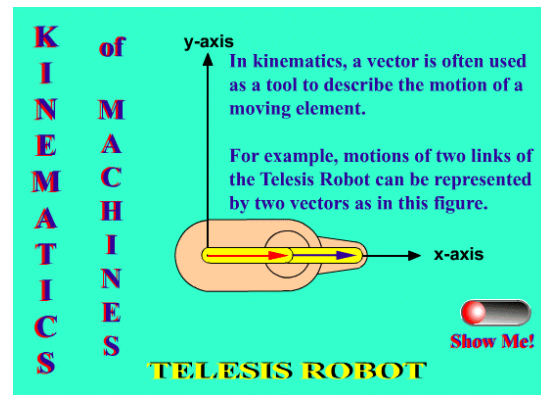 KINEMATICS
of
MACHINES
y-axis
In kinematics, a vector is often used
as a tool to describe the motion of a
moving element.
For example, motions of two links of
the Telesis Robot can be represented
by two vectors as in this figure.
x-axis
Show Me!
TELESIS ROBOT